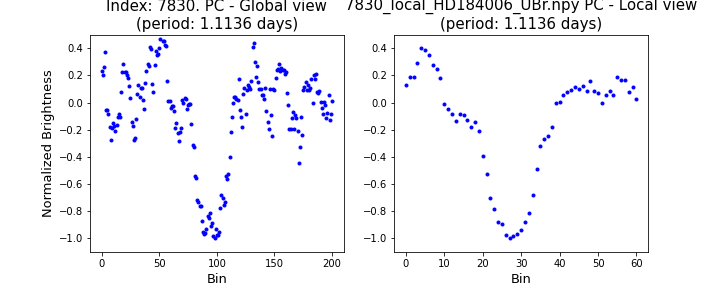 Index: 7830. PC - Global view
(period: 1.1136 days)
7830_local_HD184006_UBr.npy PC - Local view
(period: 1.1136 days)
Normalized Brightness
0.4
0.2
0.0
−0.2
−0.4
−0.6
−0.8
−1.0
0 50 100 150 200
Bin
0.4
0.2
0.0
−0.2
−0.4
−0.6
−0.8
−1.0
0 10 20 30 40 50 60
Bin